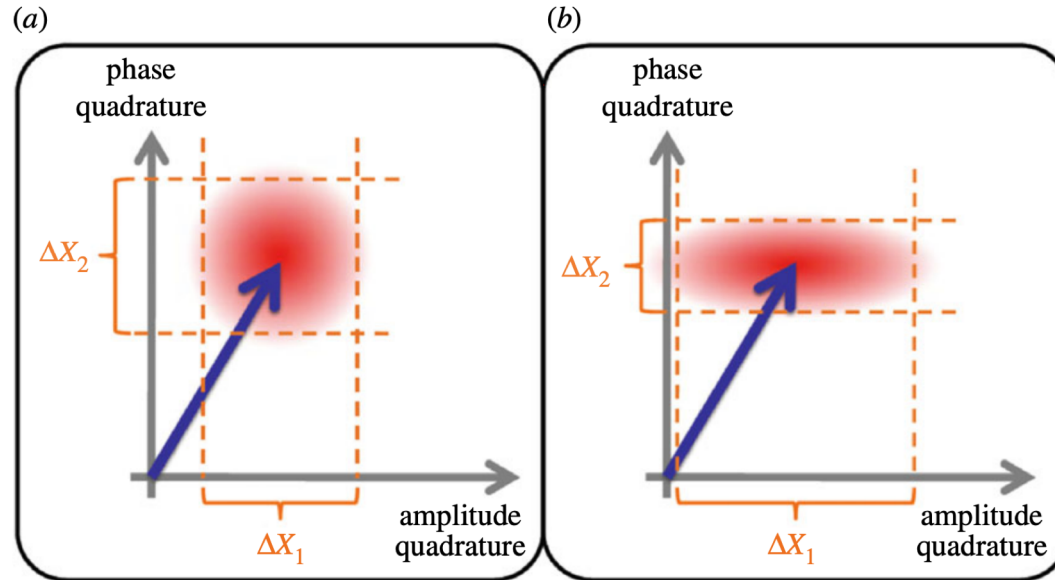 (a)
phase
quadrature
ΔX₂
ΔX₁
amplitude
quadrature
(b)
phase
quadrature
ΔX₂
ΔX₁
amplitude
quadrature